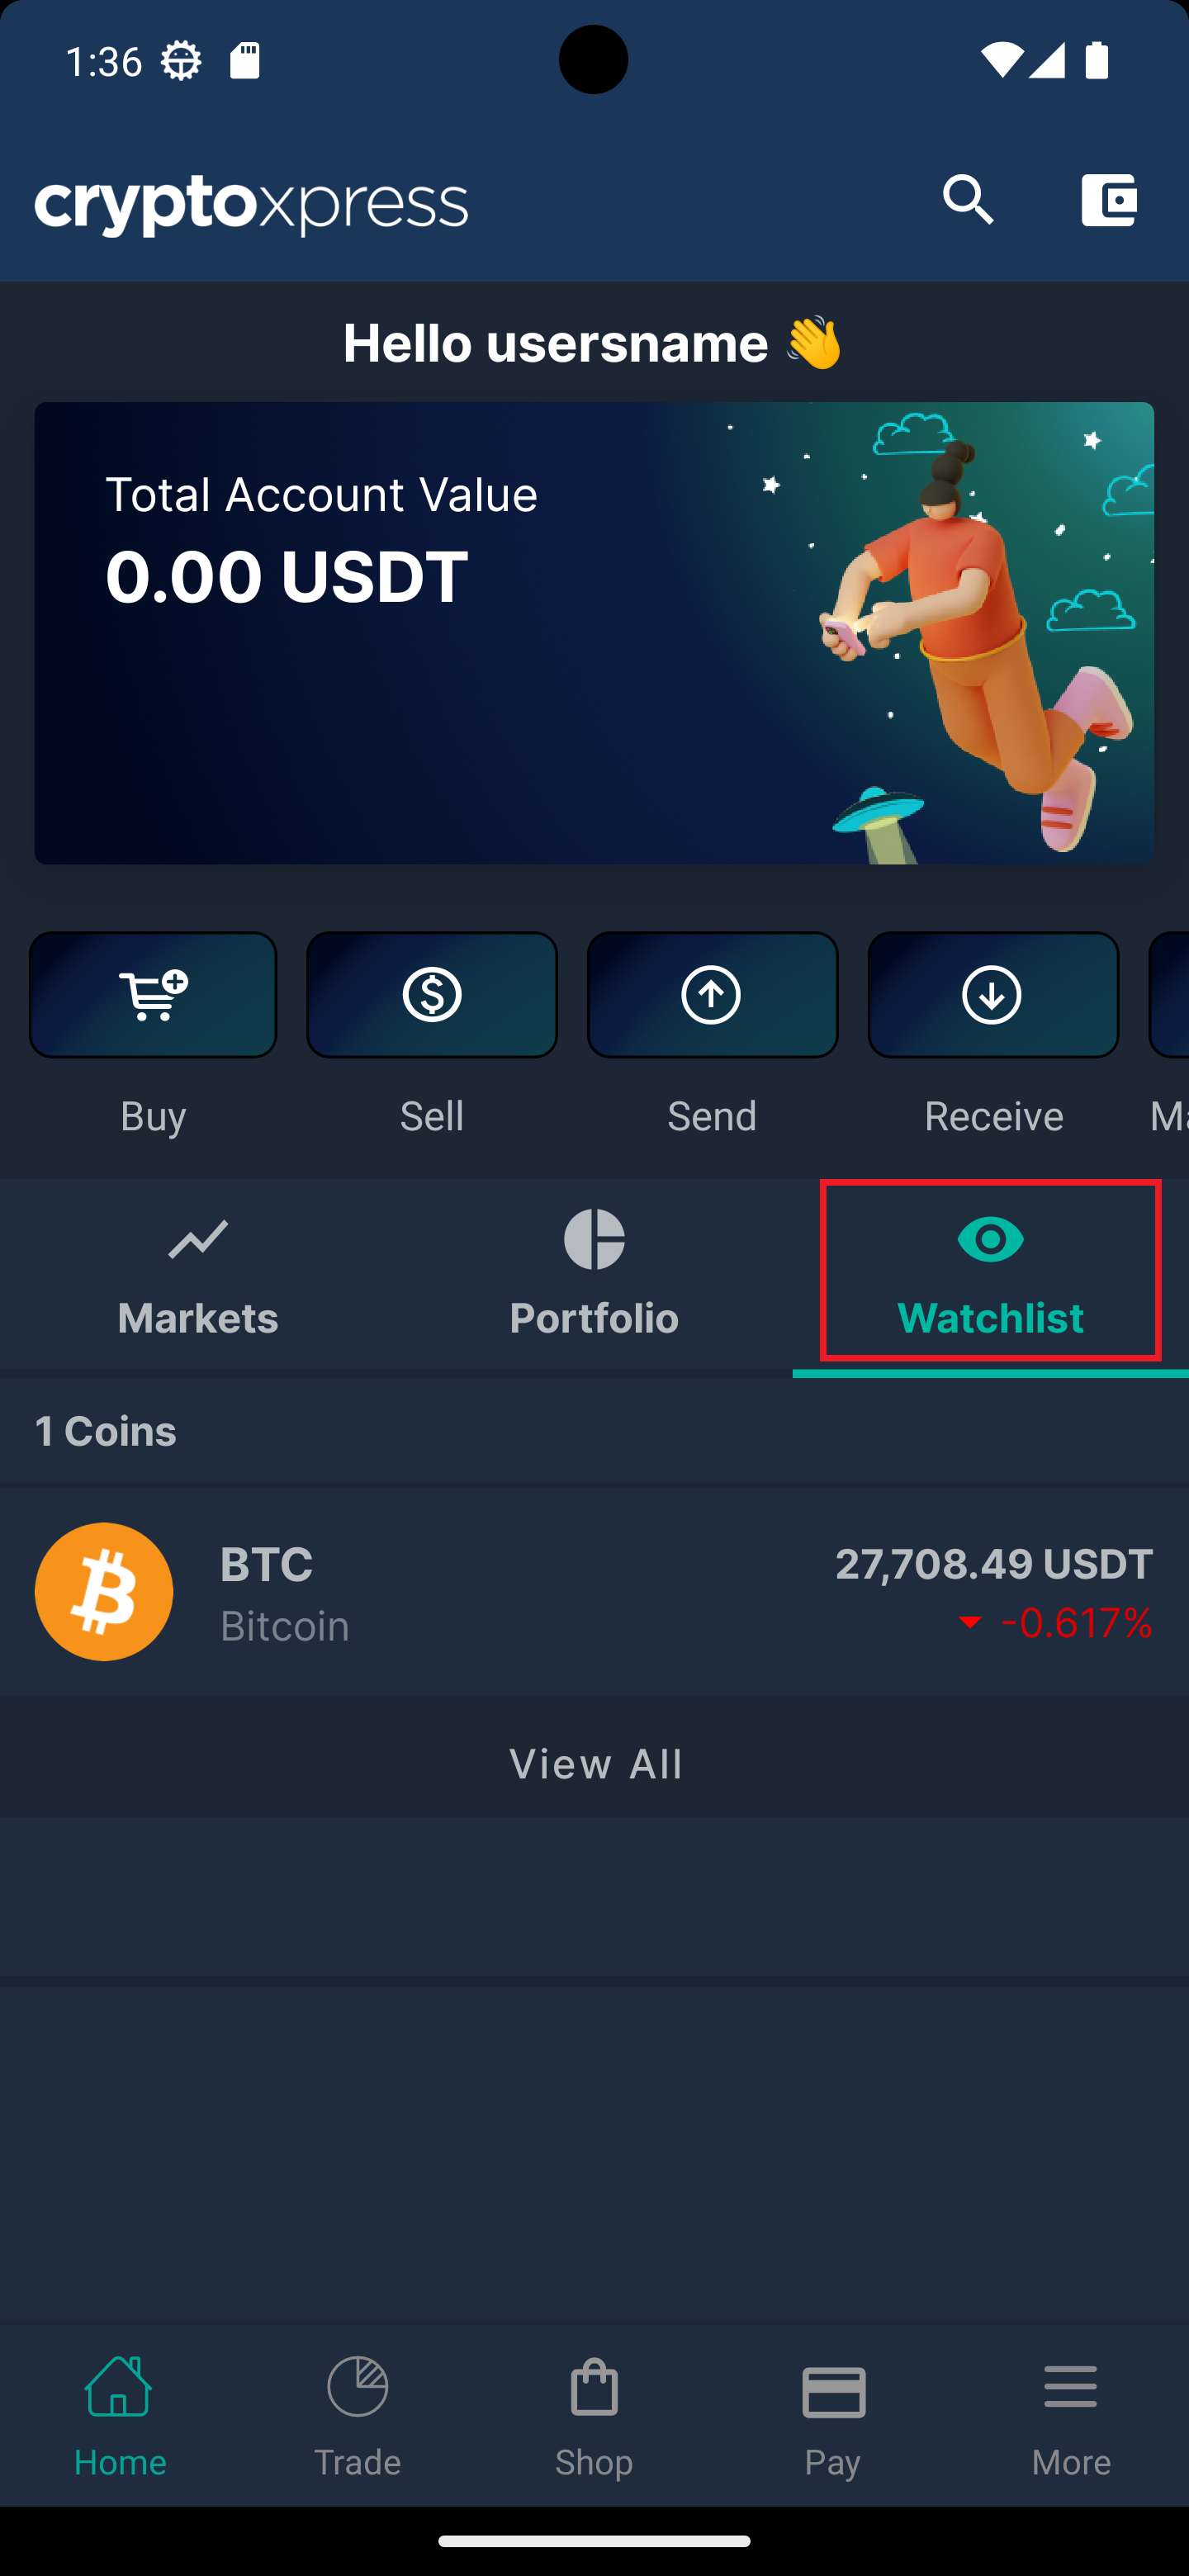 1:36
cryptoxpress
Hello usersname 👋
Total Account Value
0.00 USDT
Buy
Sell
Send
Receive
Markets
Portfolio
Watchlist
1 Coins
BTC
27,708.49 USDT
Bitcoin
-0.617%
View All
Home
Trade
Shop
Pay
More